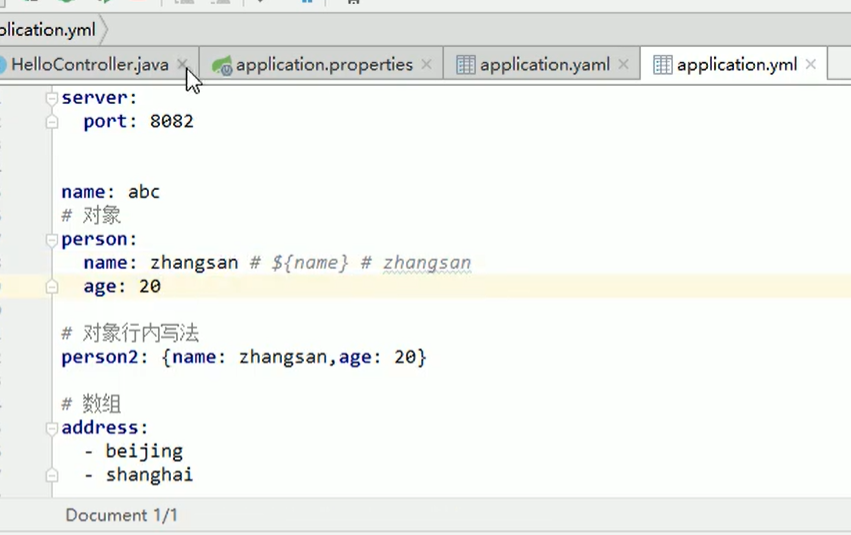 plication.yml
HelloController.java application.properties application.yaml application.yml
server:
port: 8082
name: abc
# 对象
person:
name: zhangsan # ${name} # zhangsan
age: 20
# 对象行内写法
person2: {name: zhangsan,age: 20}
# 数组
address:
- beijing
- shanghai
Document 1/1